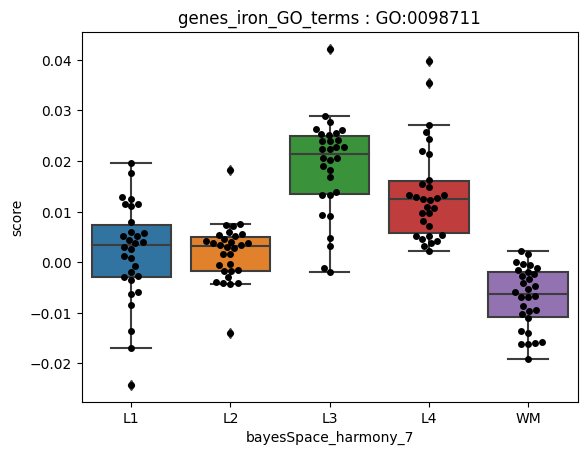 genes_iron_GO_terms : GO:0098711
score
0.04
0.03
0.02
0.01
0.00
−0.01
−0.02
L1 L2 L3 L4 WM
bayesSpace_harmony_7